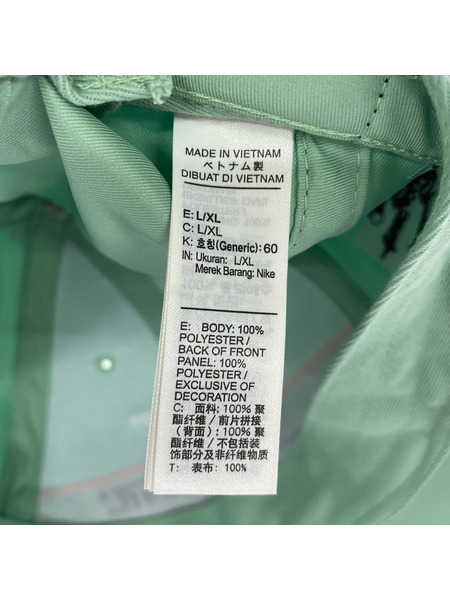 MADE IN VIETNAM
ベトナム製
DIBUAT DI VIETNAM
E: L/XL
C: L/XL
K: 호칭(Generic): 60
IN: Ukuran: L/XL
Merek Barang: Nike
E: BODY: 100%
POLYESTER /
BACK OF FRONT
PANEL: 100%
POLYESTER /
EXCLUSIVE OF
DECORATION
C: 面料: 100% 聚
酯纤维 / 前片拼接
（背面）: 100% 聚
酯纤维 / 不包括装
饰部分及非纤维部分
T: 表布: 100%